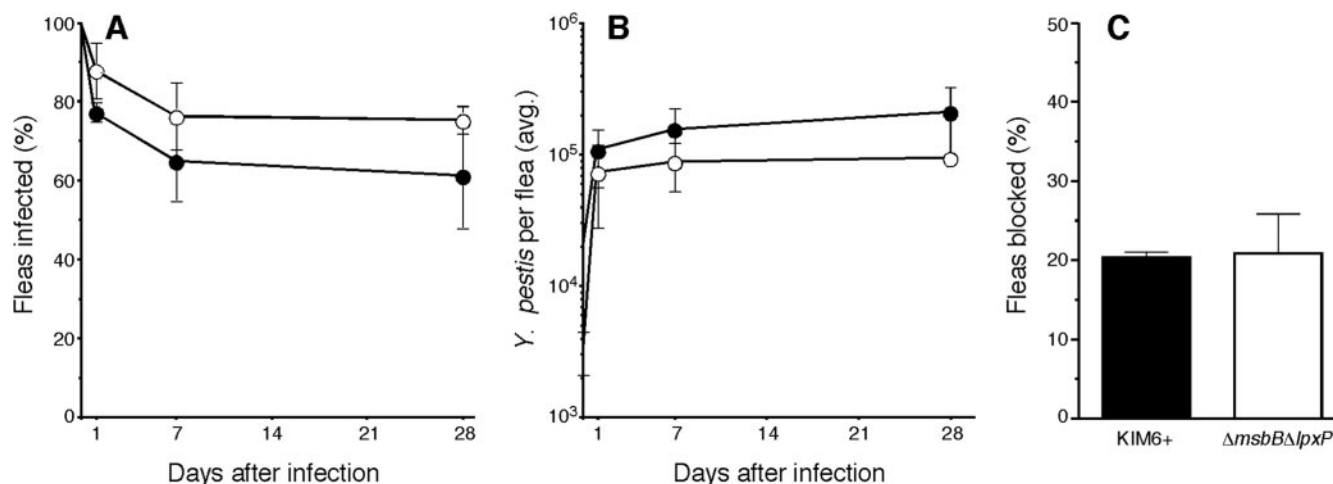 A
Fleas infected (%)
100
80
60
40
20
0
1 7 14 21 28
Days after infection
B
Y. pestis per flea (avg.)
10⁶
10⁵
10⁴
10³
1 7 14 21 28
Days after infection
C
Fleas blocked (%)
50
40
30
20
10
0
KIM6+ ΔmsbBΔlpxP